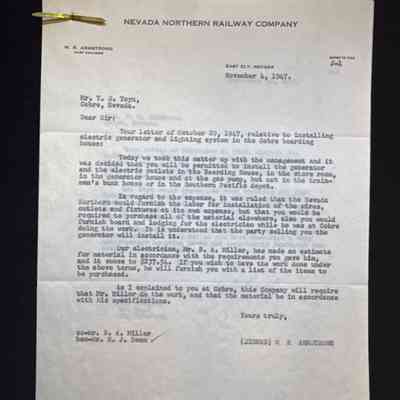 NEVADA NORTHERN RAILWAY COMPANY
W. R. ARMSTRONG
EAST ELY, NEVADA
November 4, 1947.
Mr. T. S. Toyn,
Cobre, Nevada.
Dear Sir:
Your letter of October 29, 1947, relative to installing
electric generator and lighting system in the Cobre boarding
house:
Today we took this matter up with the management and it
was decided that you will be permitted to install the generator
and the electric outlets in the Boarding House, in the store room,
in the generator house and at the gas pump, but not in the train-
men's bunk house or in the Southern Pacific depot.
In regard to the expense, it was ruled that the Nevada
Northern would furnish the labor for installation of the wires,
outlets and fixtures at its own expense, but that you would be
required to purchase all of the material elsewhere, also you would
furnish board and lodging for the electrician while he was at Cobre
doing the work. It is understood that the party selling you the
generator will install it.
Our electrician, Mr. B. A. Miller, has made an estimate
for material in accordance with the requirements you gave him,
and it comes to $277.54. If you wish to have the work done under
the above terms, he will furnish you with a list of the items to
be purchased.
As I explained to you at Cobre, this Company will require
that Mr. Miller do the work, and that the material be in accordance
with his specifications.
Yours truly,
cc-Mr. B. A. Miller
bcc-Mr. H. J. Beem
(SIGNED) W R ARMSTRONG